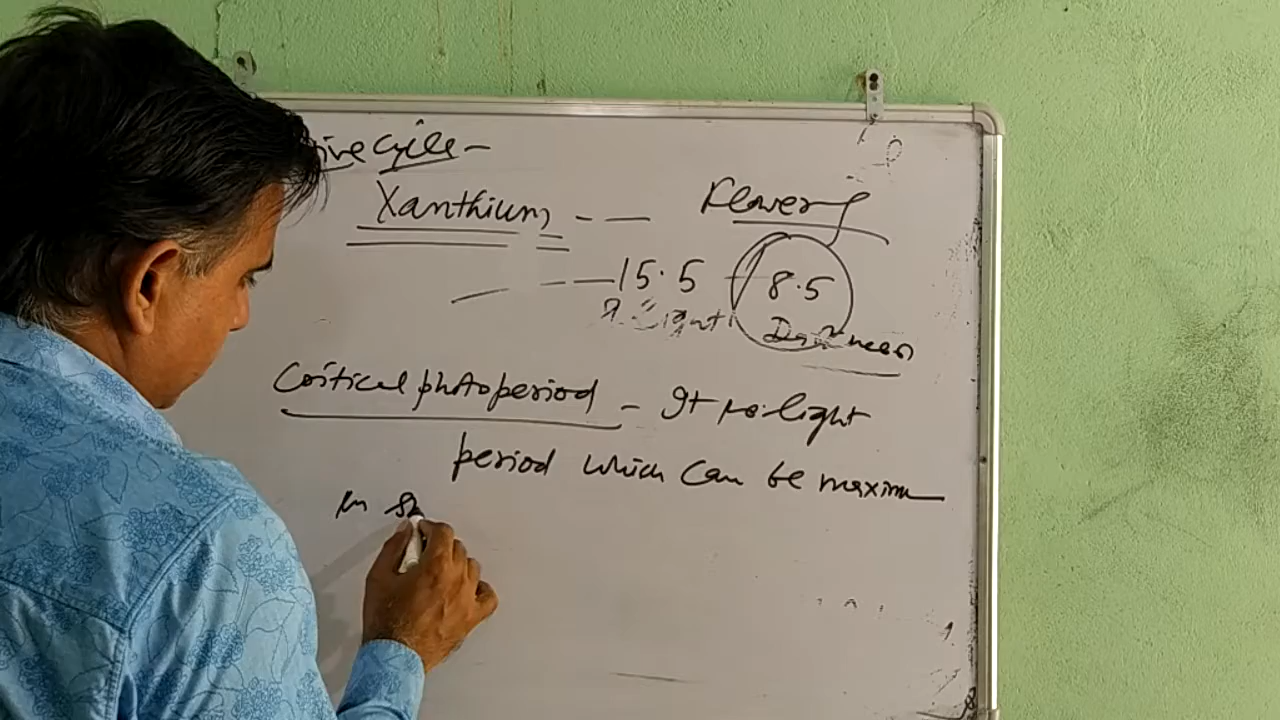 ive Cycle -
Xanthium -- Flowering
-- 15.5 - 8.5
Light Darkness
Critical photoperiod - It is light
period which can be maximum
in sh